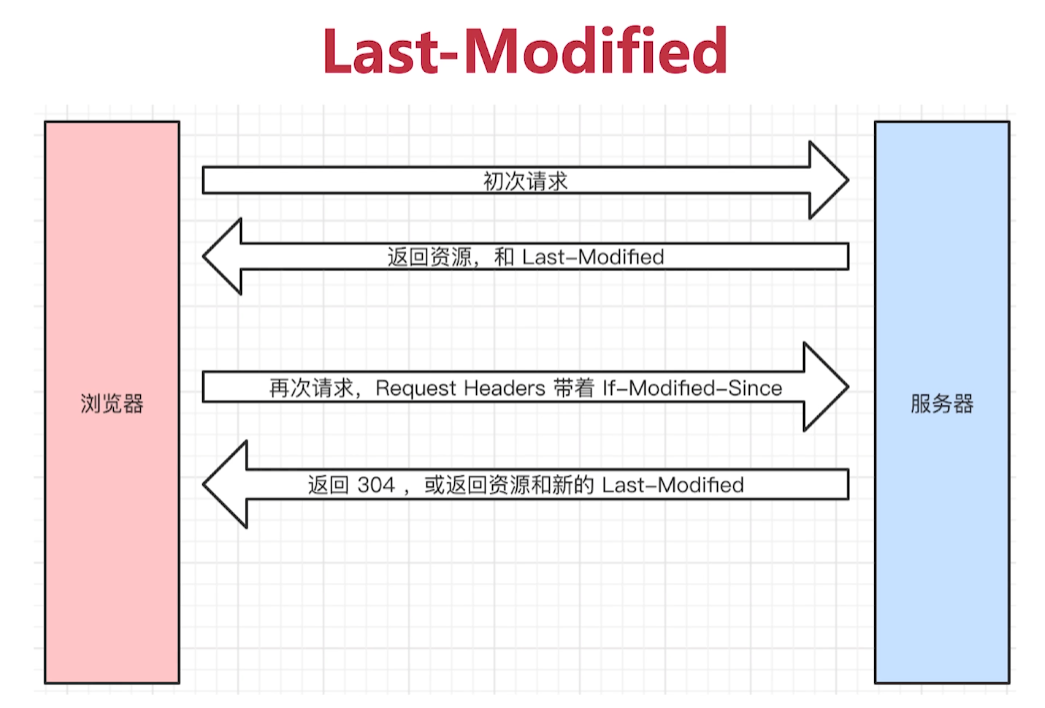 Last-Modified
初次请求
返回资源，和 Last-Modified
再次请求，Request Headers 带着 If-Modified-Since
浏览器
服务器
返回 304 ，或返回资源和新的 Last-Modified